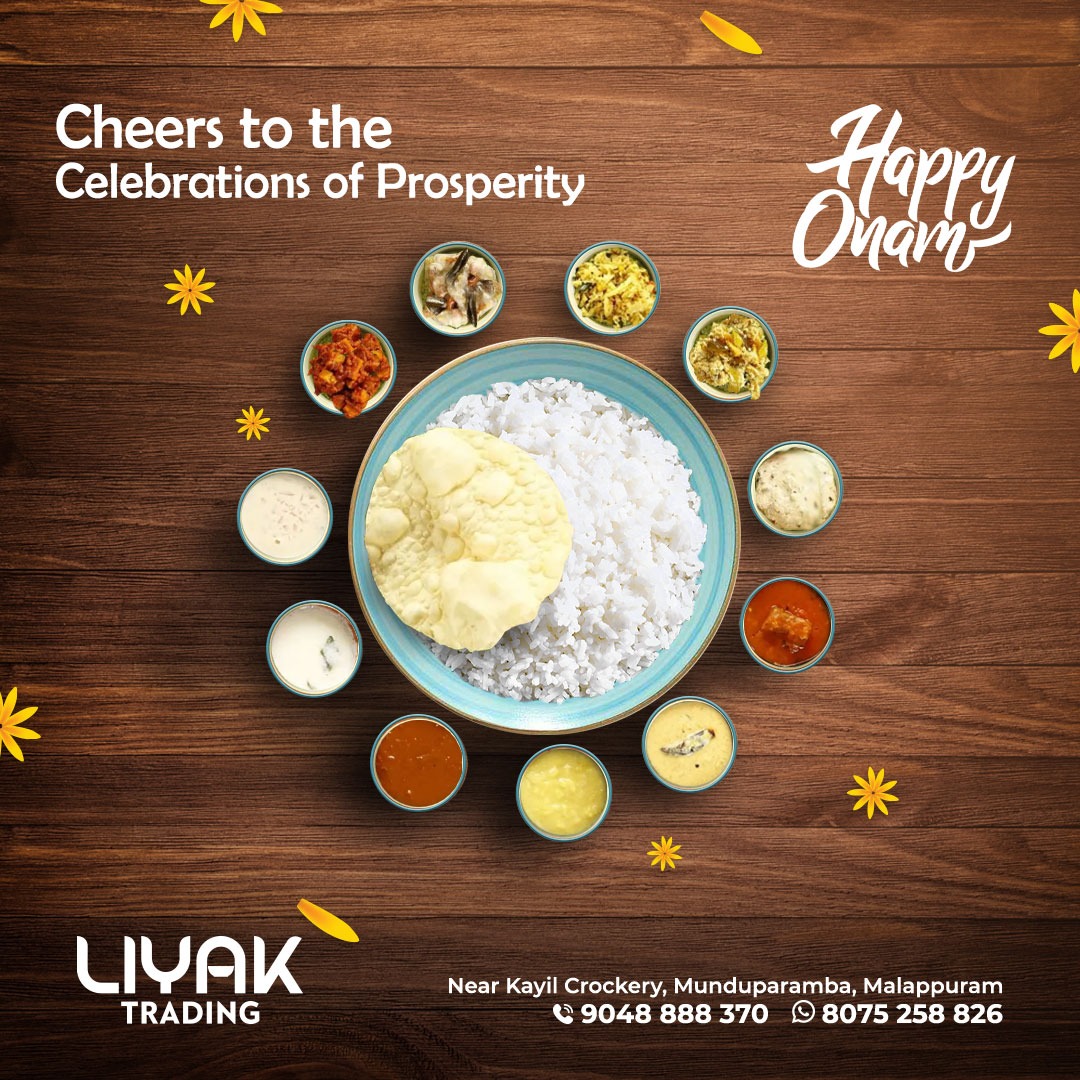 Cheers to the
Celebrations of Prosperity
Happy
Onam
LIYAK
TRADING
Near Kayil Crockery, Munduparamba, Malappuram
9048 888 370 8075 258 826